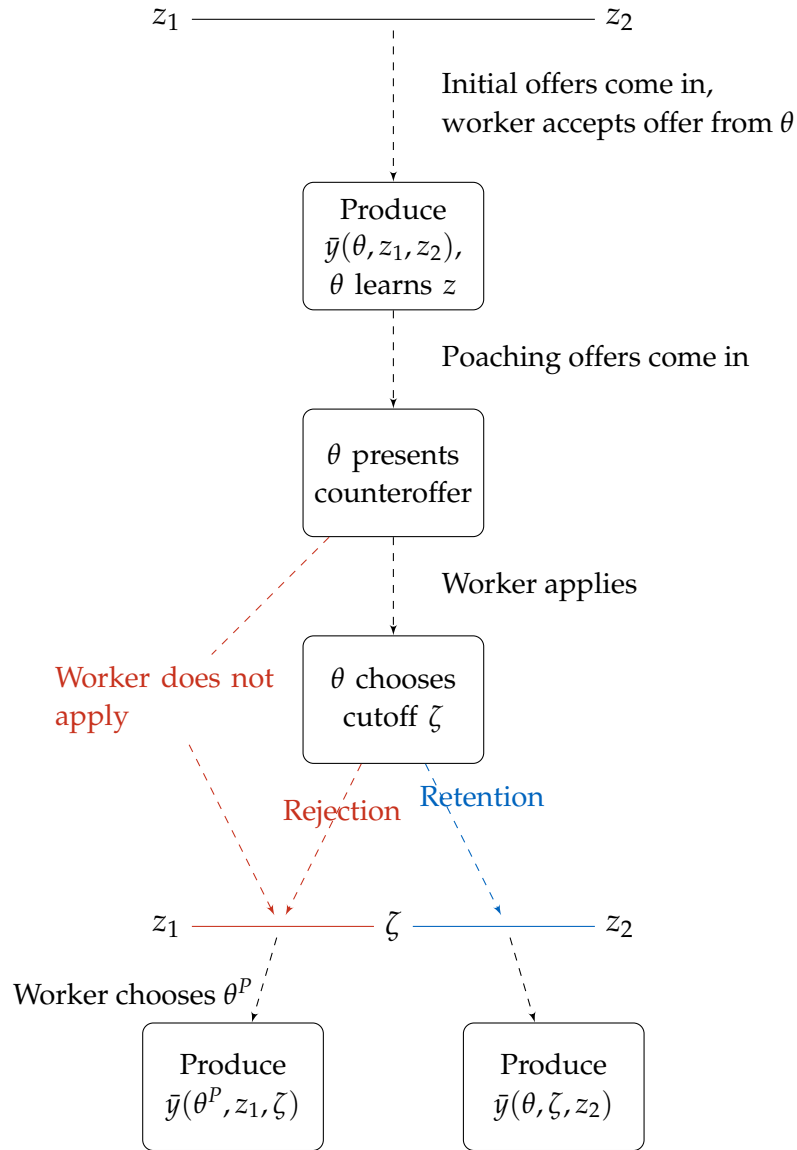 z₁ z₂
Initial offers come in,
worker accepts offer from θ
Produce
ȳ(θ, z₁, z₂),
θ learns z
Poaching offers come in
θ presents
counteroffer
Worker applies
Worker does not
apply
θ chooses
cutoff ζ
Rejection
Retention
z₁ ζ z₂
Worker chooses θᴾ
Produce
ȳ(θᴾ, z₁, ζ)
Produce
ȳ(θ, ζ, z₂)